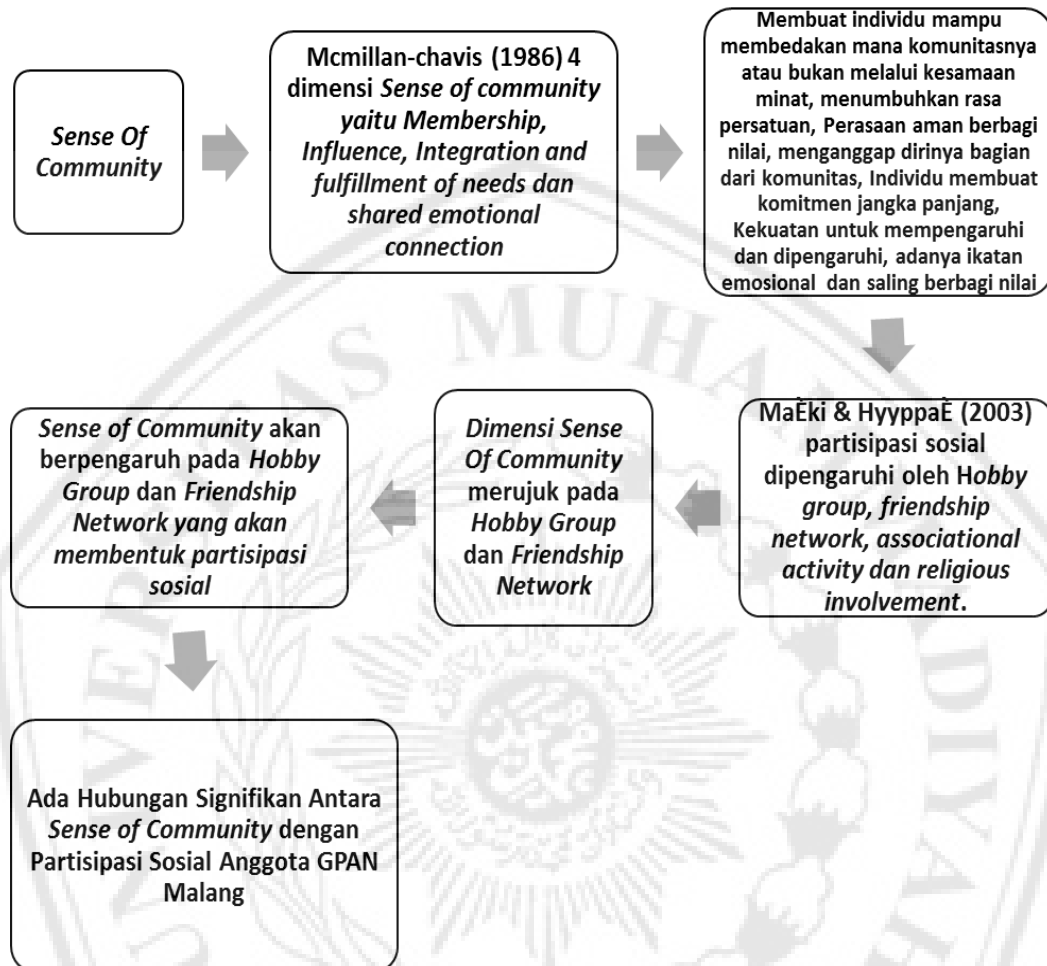 Sense Of
Community
Mcmillan-chavis (1986) 4
dimensi Sense of community
yaitu Membership,
Influence, Integration and
fulfillment of needs dan
shared emotional
connection
Membuat individu mampu
membedakan mana komunitasnya
atau bukan melalui kesamaan
minat, menumbuhkan rasa
persatuan, Perasaan aman berbagi
nilai, menganggap dirinya bagian
dari komunitas, Individu membuat
komitmen jangka panjang,
Kekuatan untuk mempengaruhi
dan dipengaruhi, adanya ikatan
emosional dan saling berbagi nilai
MaÈki & HyyppaÈ (2003)
partisipasi sosial
dipengaruhi oleh Hobby
group, friendship
network, associational
activity dan religious
involvement.
Dimensi Sense
Of Community
merujuk pada
Hobby Group
dan Friendship
Network
Sense of Community akan
berpengaruh pada Hobby
Group dan Friendship
Network yang akan
membentuk partisipasi
sosial
Ada Hubungan Signifikan Antara
Sense of Community dengan
Partisipasi Sosial Anggota GPAN
Malang